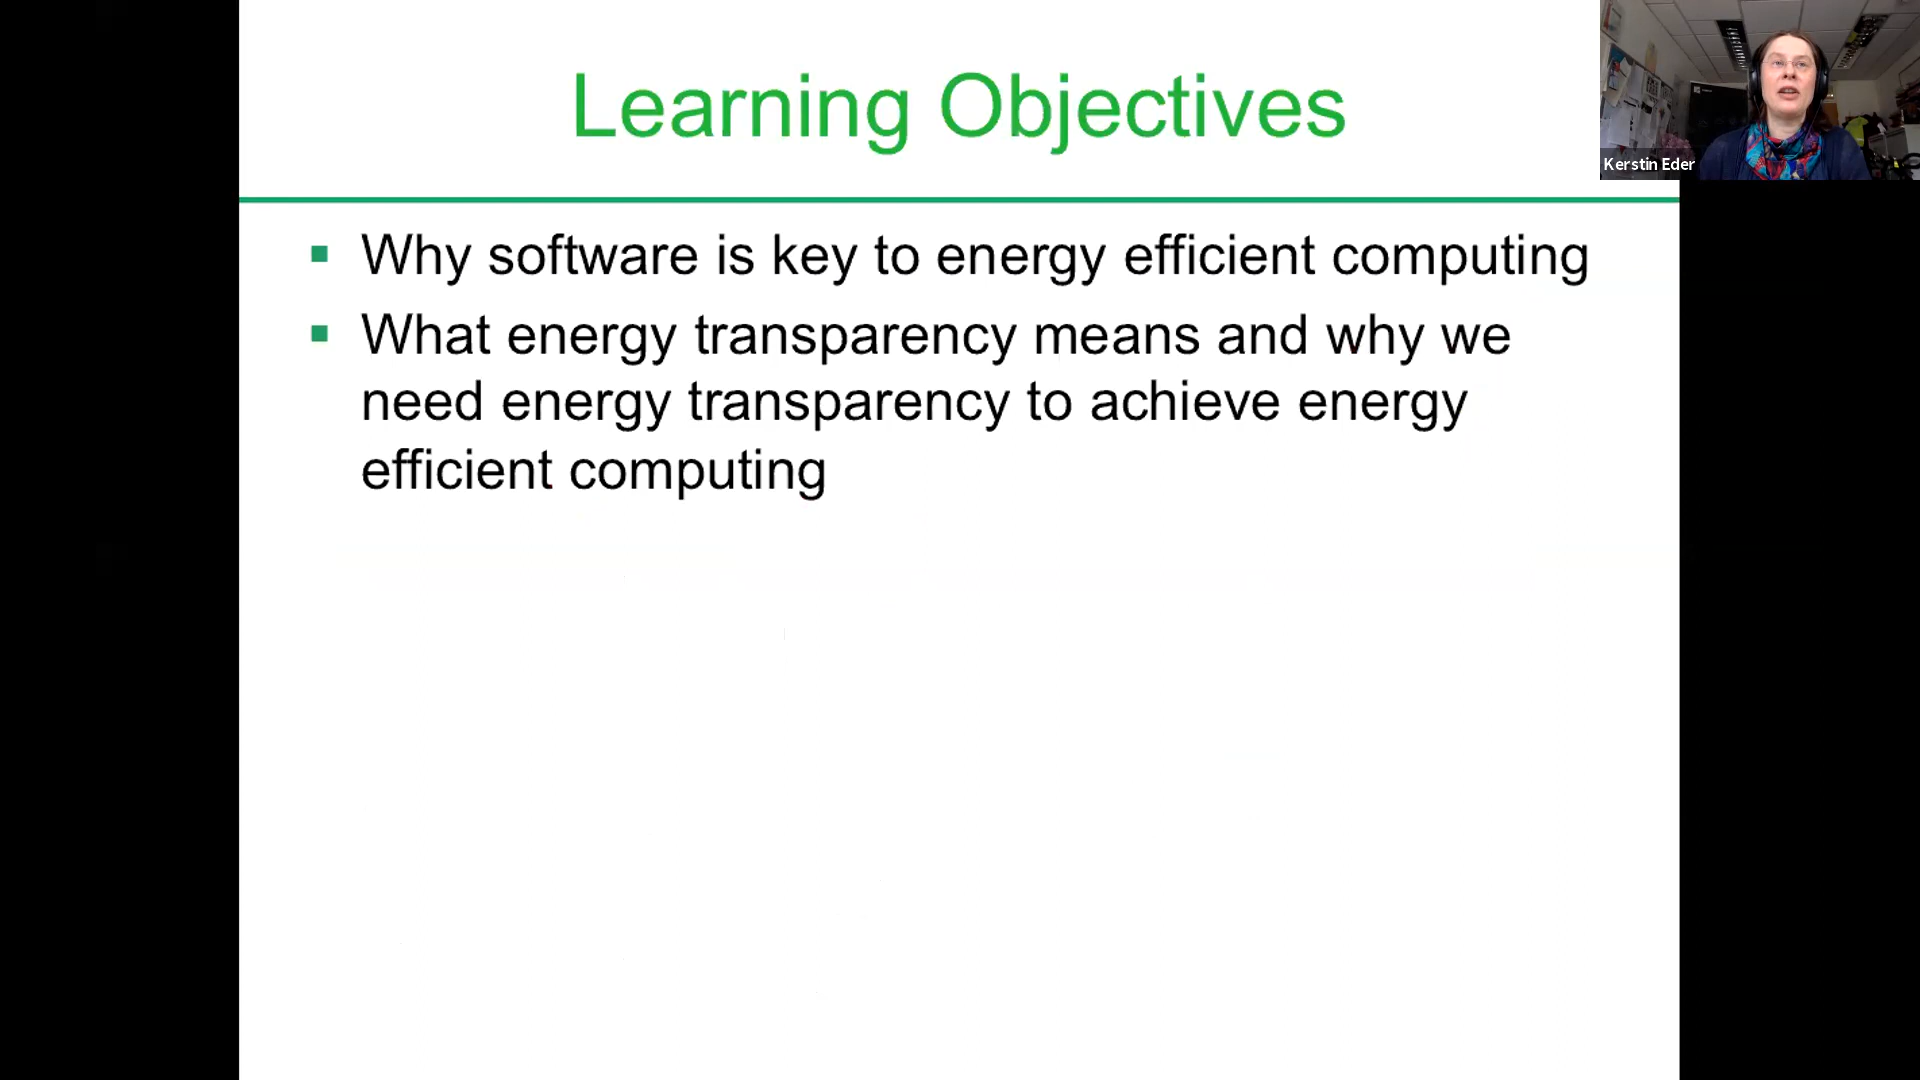 Learning Objectives
Kerstin Eder
▪ Why software is key to energy efficient computing
▪ What energy transparency means and why we
need energy transparency to achieve energy
efficient computing